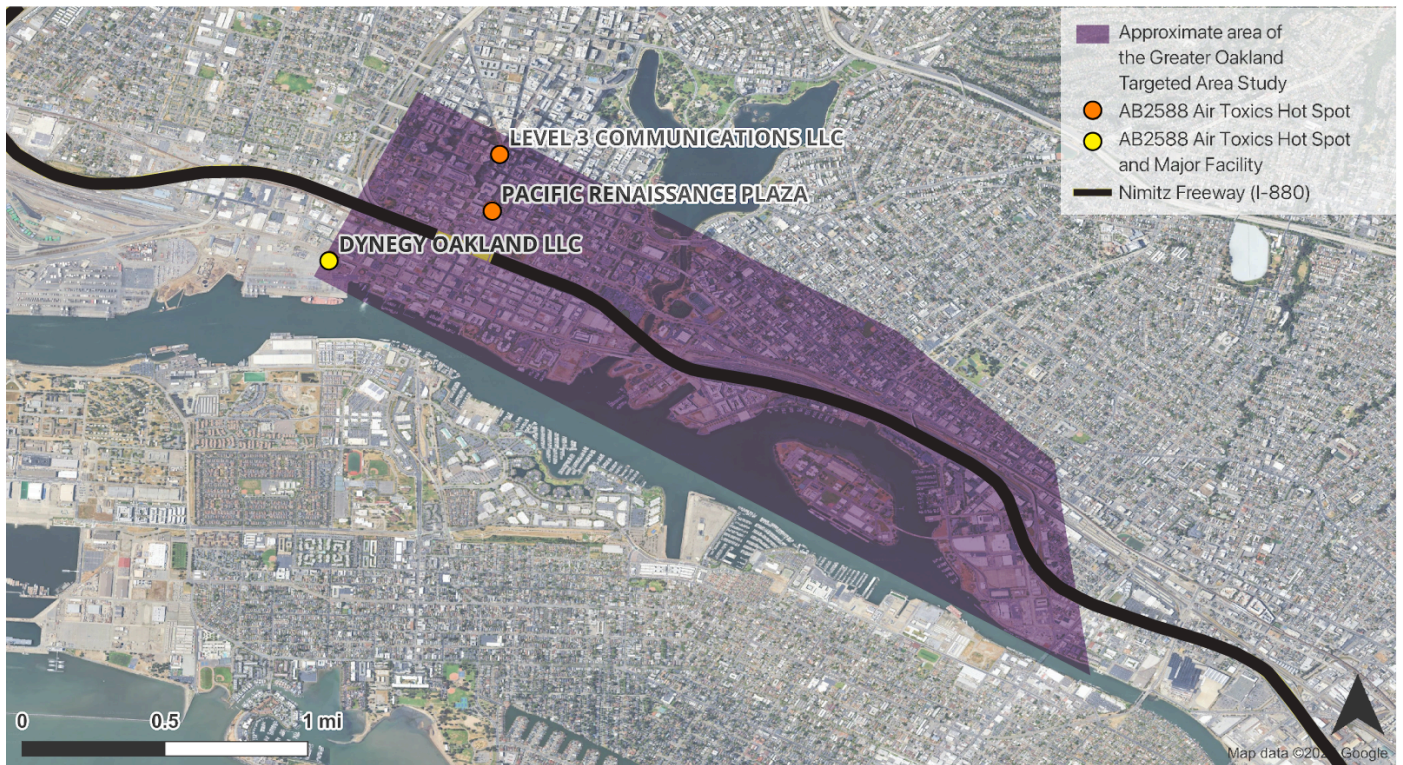 Approximate area of
the Greater Oakland
Targeted Area Study
AB2588 Air Toxics Hot Spot
AB2588 Air Toxics Hot Spot
and Major Facility
Nimitz Freeway (I-880)
LEVEL 3 COMMUNICATIONS LLC
PACIFIC RENAISSANCE PLAZA
DYNEGY OAKLAND LLC
0 0.5 1 mi
Map data © Google